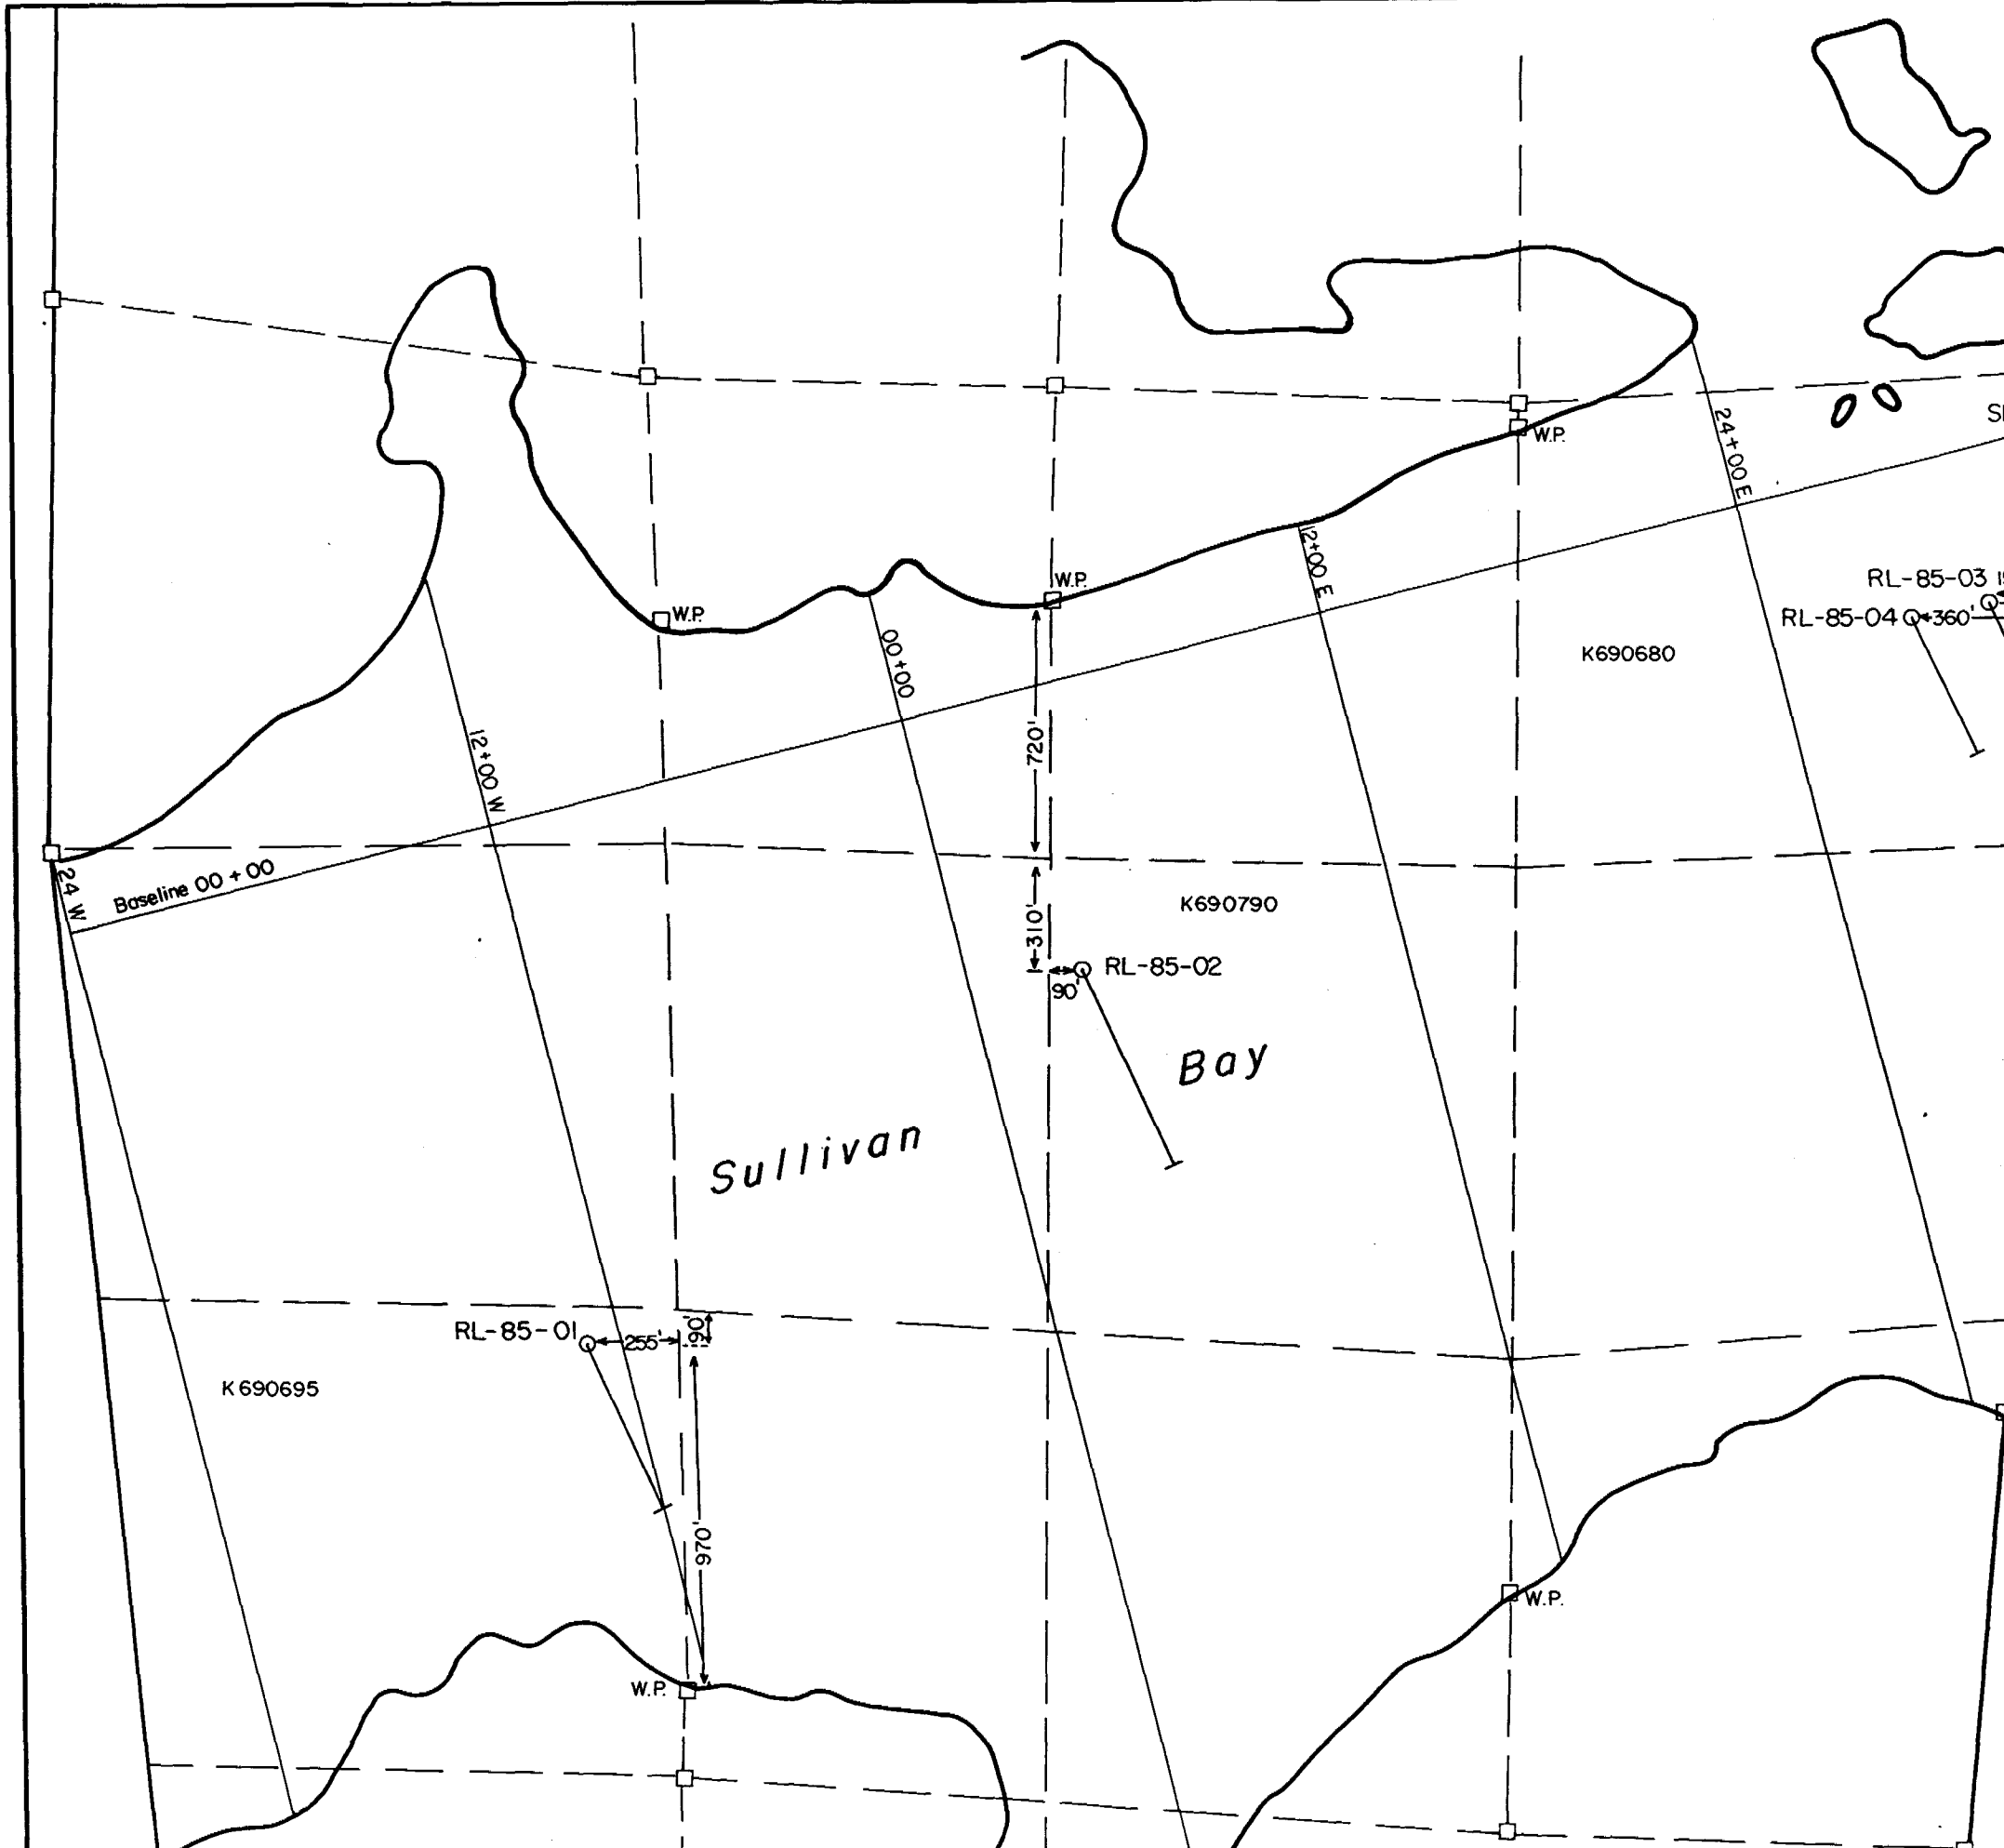 W.P.
24+00 E
12+00 E
RL-85-03
W.P.
W.P.
RL-85-04 360'
00+00
K690680
720'
12+00 W
24 W
Baseline 00 + 00
K690790
310'
RL-85-02
90'
Bay
Sullivan
RL-85-01 255' 90'
K690695
970'
W.P.
W.P.